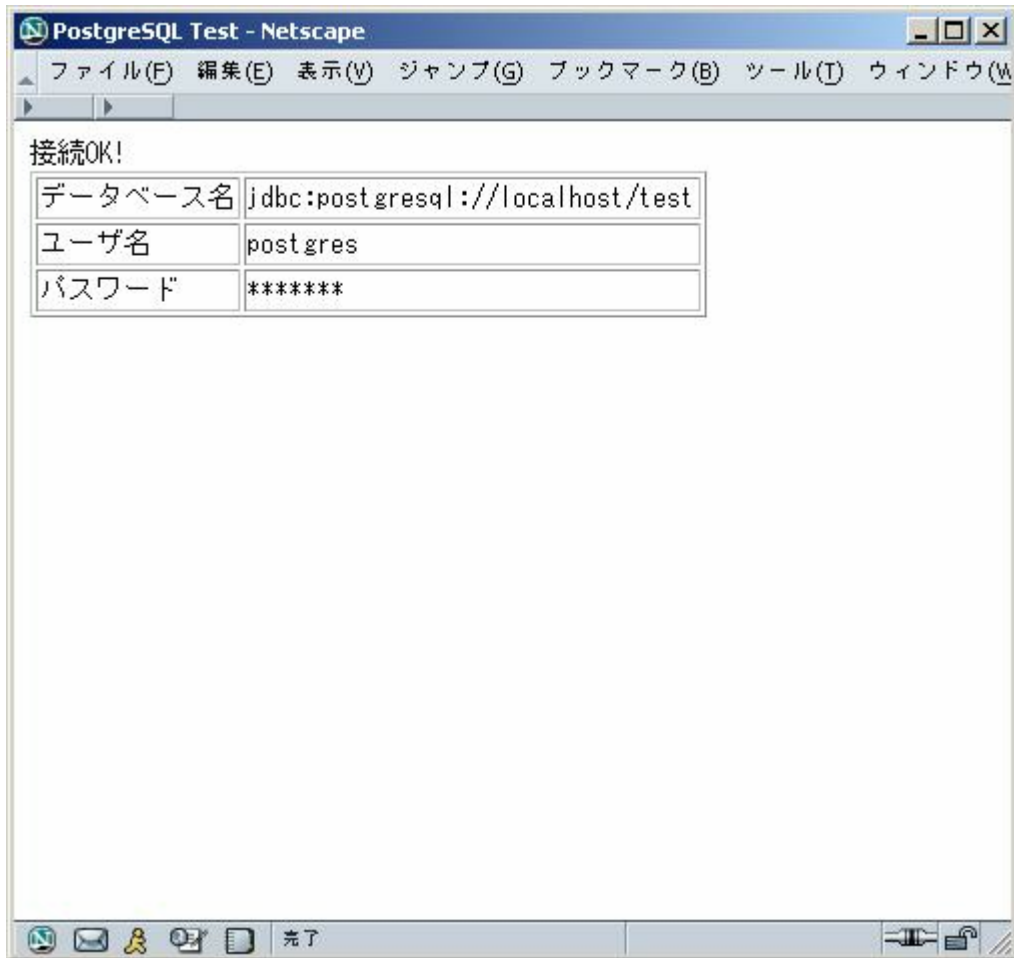 PostgreSQL Test - Netscape
ファイル(F) 編集(E) 表示(V) ジャンプ(G) ブックマーク(B) ツール(T) ウィンドウ(W
接続OK!
データベース名 jdbc:postgresql://localhost/test
ユーザ名 postgres
パスワード *******
完了